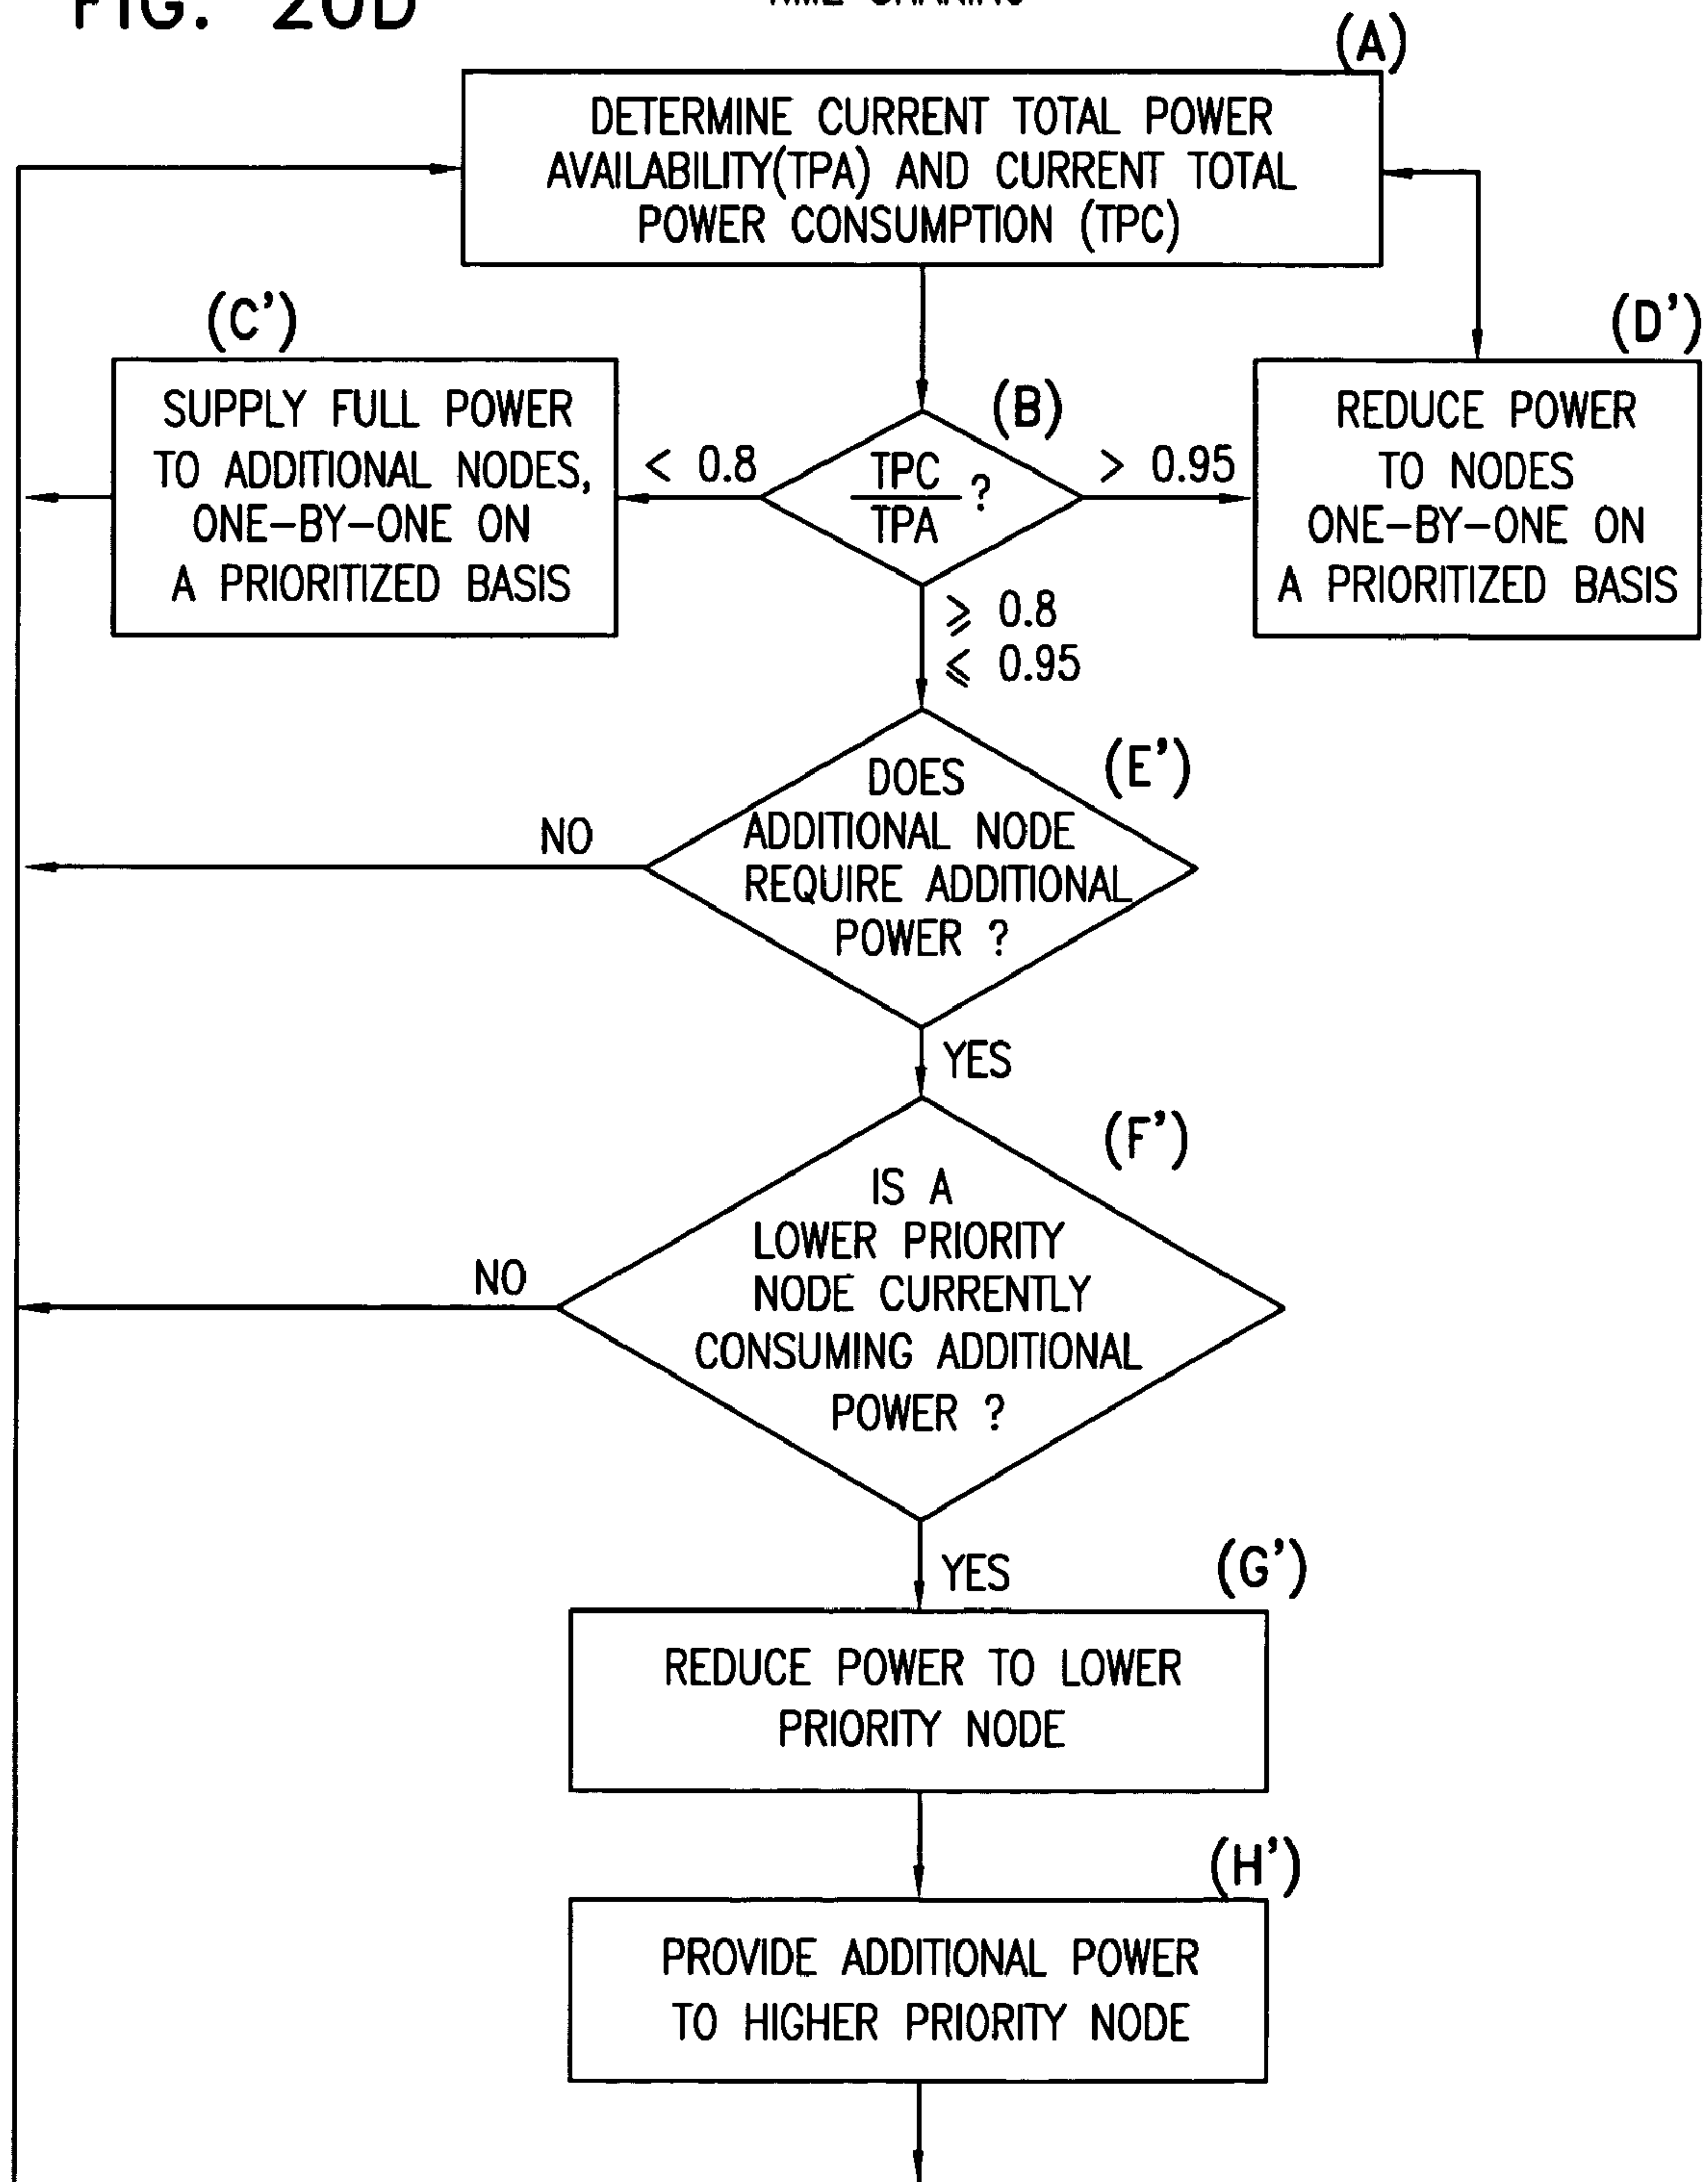 FIG. 20D
(A)
DETERMINE CURRENT TOTAL POWER
AVAILABILITY(TPA) AND CURRENT TOTAL
POWER CONSUMPTION (TPC)
(C')
SUPPLY FULL POWER
TO ADDITIONAL NODES,
ONE-BY-ONE ON
A PRIORITIZED BASIS
(D')
REDUCE POWER
TO NODES
ONE-BY-ONE ON
A PRIORITIZED BASIS
(B)
< 0.8
TPC
TPA
?
> 0.95
⩾ 0.8
⩽ 0.95
(E')
DOES
ADDITIONAL NODE
REQUIRE ADDITIONAL
POWER ?
NO
YES
(F')
IS A
LOWER PRIORITY
NODE CURRENTLY
CONSUMING ADDITIONAL
POWER ?
NO
YES
(G')
REDUCE POWER TO LOWER
PRIORITY NODE
(H')
PROVIDE ADDITIONAL POWER
TO HIGHER PRIORITY NODE